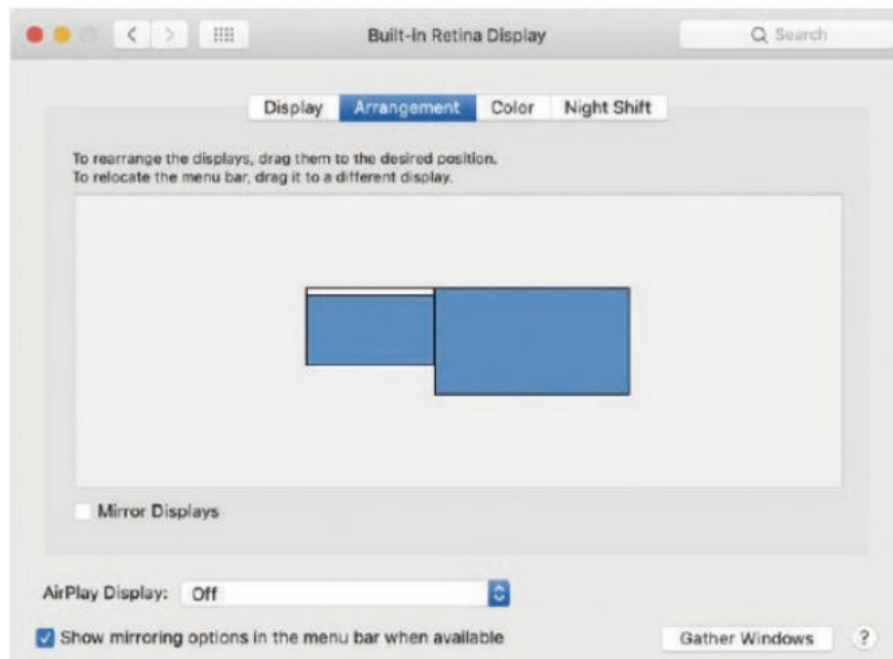 Built-in Retina Display
Search
Display Arrangement Color Night Shift
To rearrange the displays, drag them to the desired position.
To relocate the menu bar, drag it to a different display.
Mirror Displays
AirPlay Display: Off
Show mirroring options in the menu bar when available
Gather Windows ?